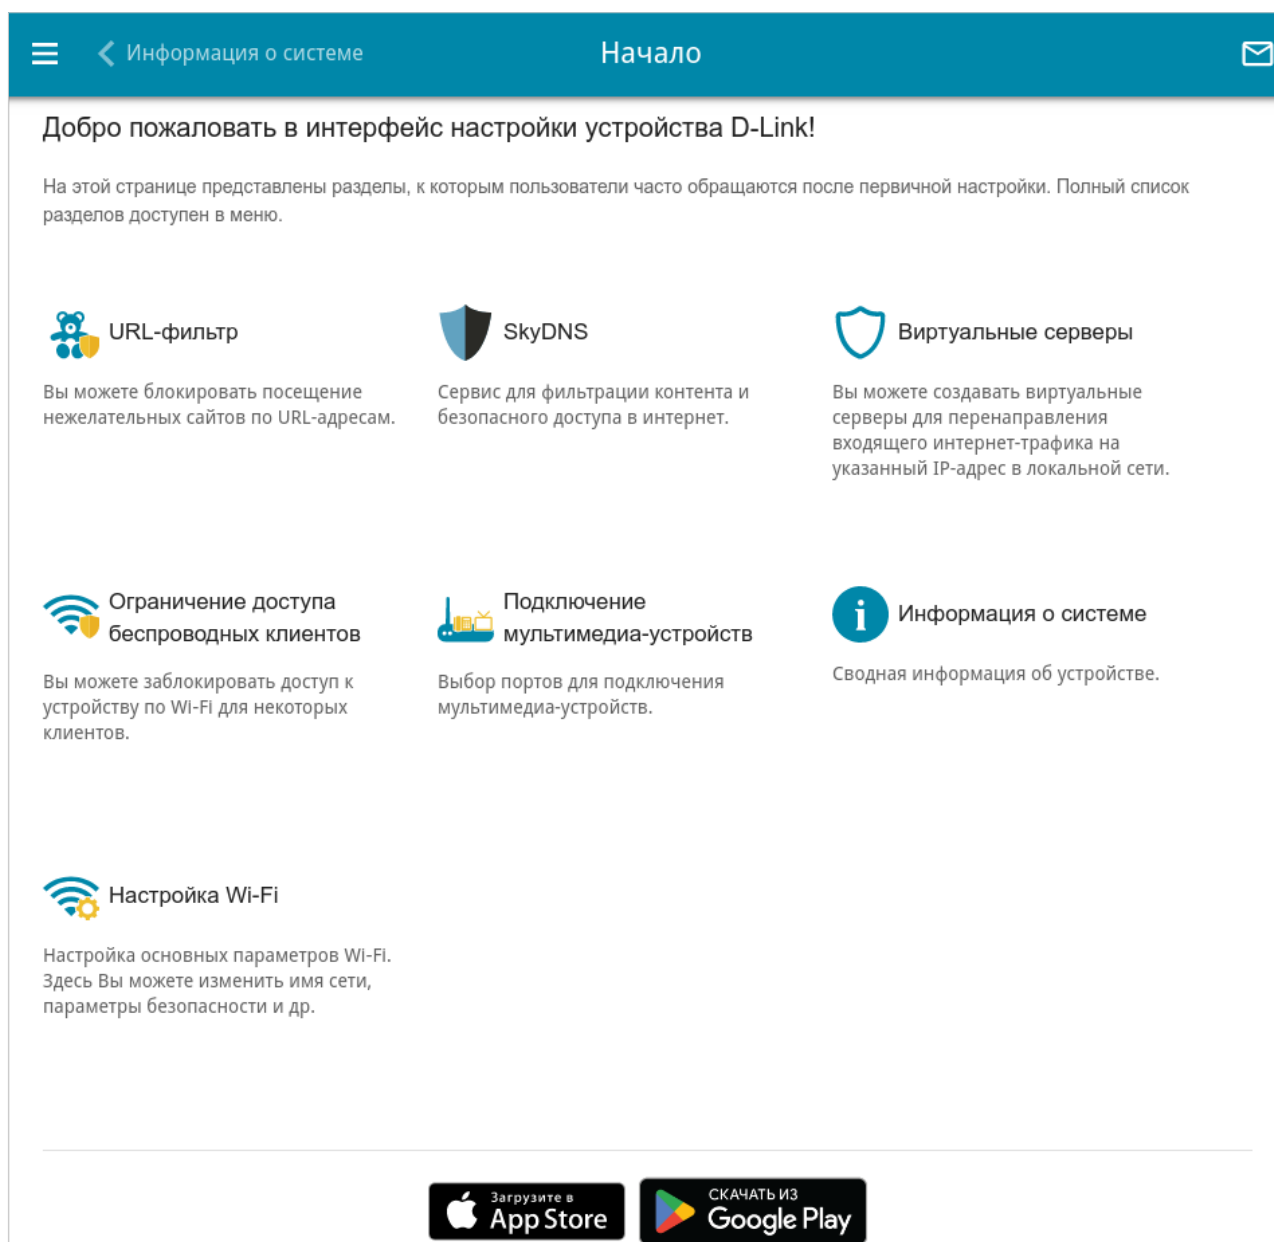 Информация о системе
Начало
Добро пожаловать в интерфейс настройки устройства D-Link!
На этой странице представлены разделы, к которым пользователи часто обращаются после первичной настройки. Полный список
разделов доступен в меню.
URL-фильтр
Вы можете блокировать посещение
нежелательных сайтов по URL-адресам.
SkyDNS
Сервис для фильтрации контента и
безопасного доступа в интернет.
Виртуальные серверы
Вы можете создавать виртуальные
серверы для перенаправления
входящего интернет-трафика на
указанный IP-адрес в локальной сети.
Ограничение доступа
беспроводных клиентов
Вы можете заблокировать доступ к
устройству по Wi-Fi для некоторых
клиентов.
Подключение
мультимедиа-устройств
Выбор портов для подключения
мультимедиа-устройств.
Информация о системе
Сводная информация об устройстве.
Настройка Wi-Fi
Настройка основных параметров Wi-Fi.
Здесь Вы можете изменить имя сети,
параметры безопасности и др.
Загрузите в
App Store
СКАЧАТЬ ИЗ
Google Play